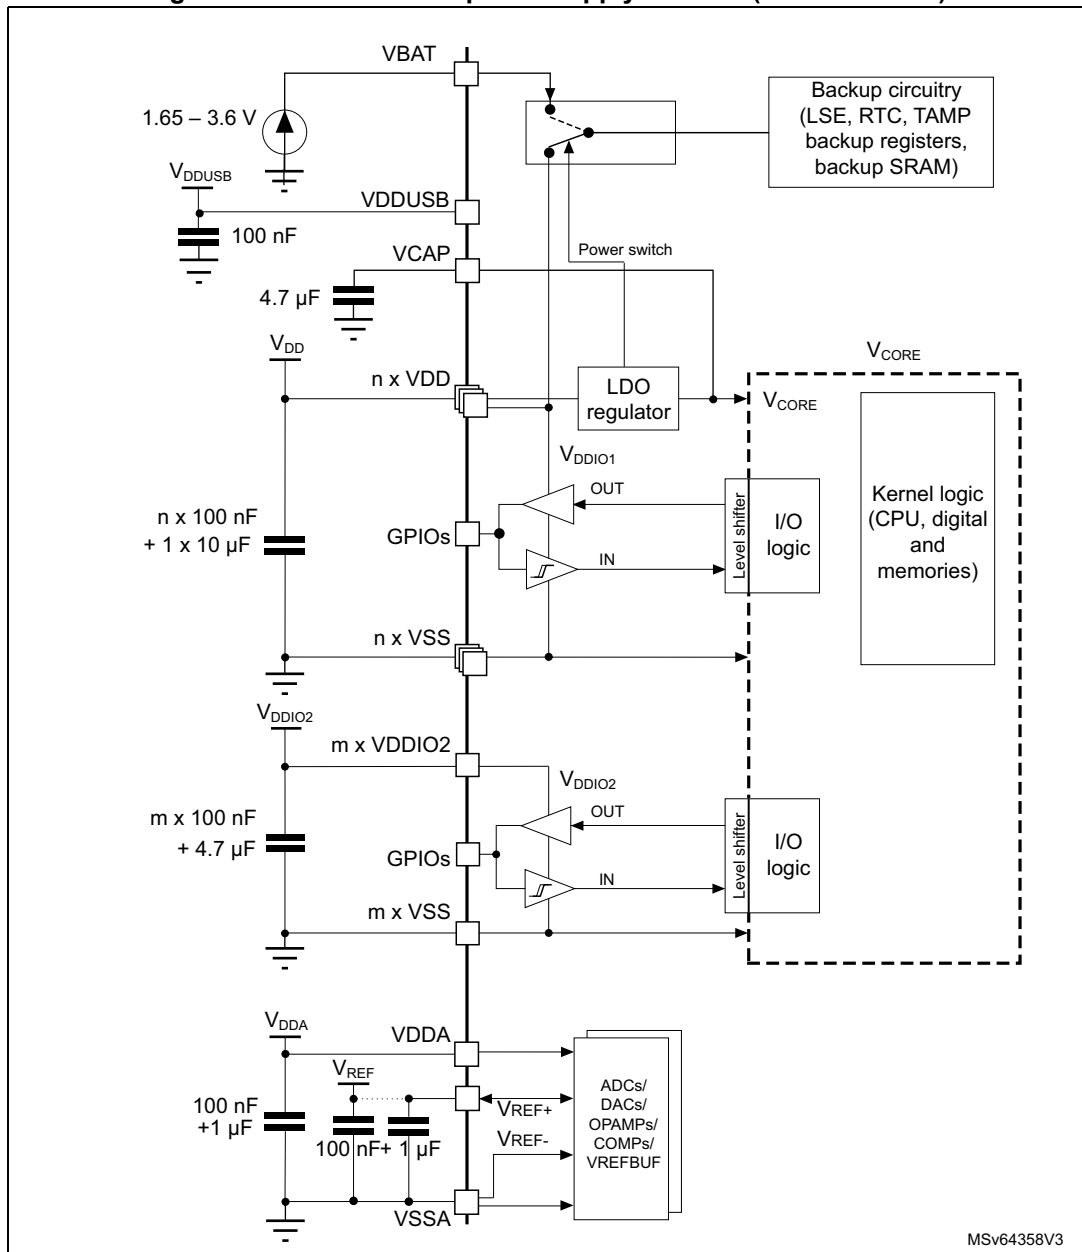 VBAT
1.65 – 3.6 V
Backup circuitry
(LSE, RTC, TAMP
backup registers,
backup SRAM)
VDDUSB
VDDUSB
100 nF
Power switch
VCAP
4.7 µF
VDD
n x VDD
LDO
regulator
VCORE
VCORE
VDDIO1
OUT
IN
Level shifter
I/O
logic
Kernel logic
(CPU, digital
and
memories)
n x 100 nF
+ 1 x 10 µF
GPIOs
n x VSS
VDDIO2
m x VDDIO2
VDDIO2
OUT
IN
Level shifter
I/O
logic
m x 100 nF
+ 4.7 µF
GPIOs
m x VSS
VDDA
VDDA
VREF
100 nF
+1 µF
100 nF+ 1 µF
VREF+
VREF-
ADCs/
DACs/
OPAMPs/
COMPs/
VREFBUF
VSSA
MSv64358V3